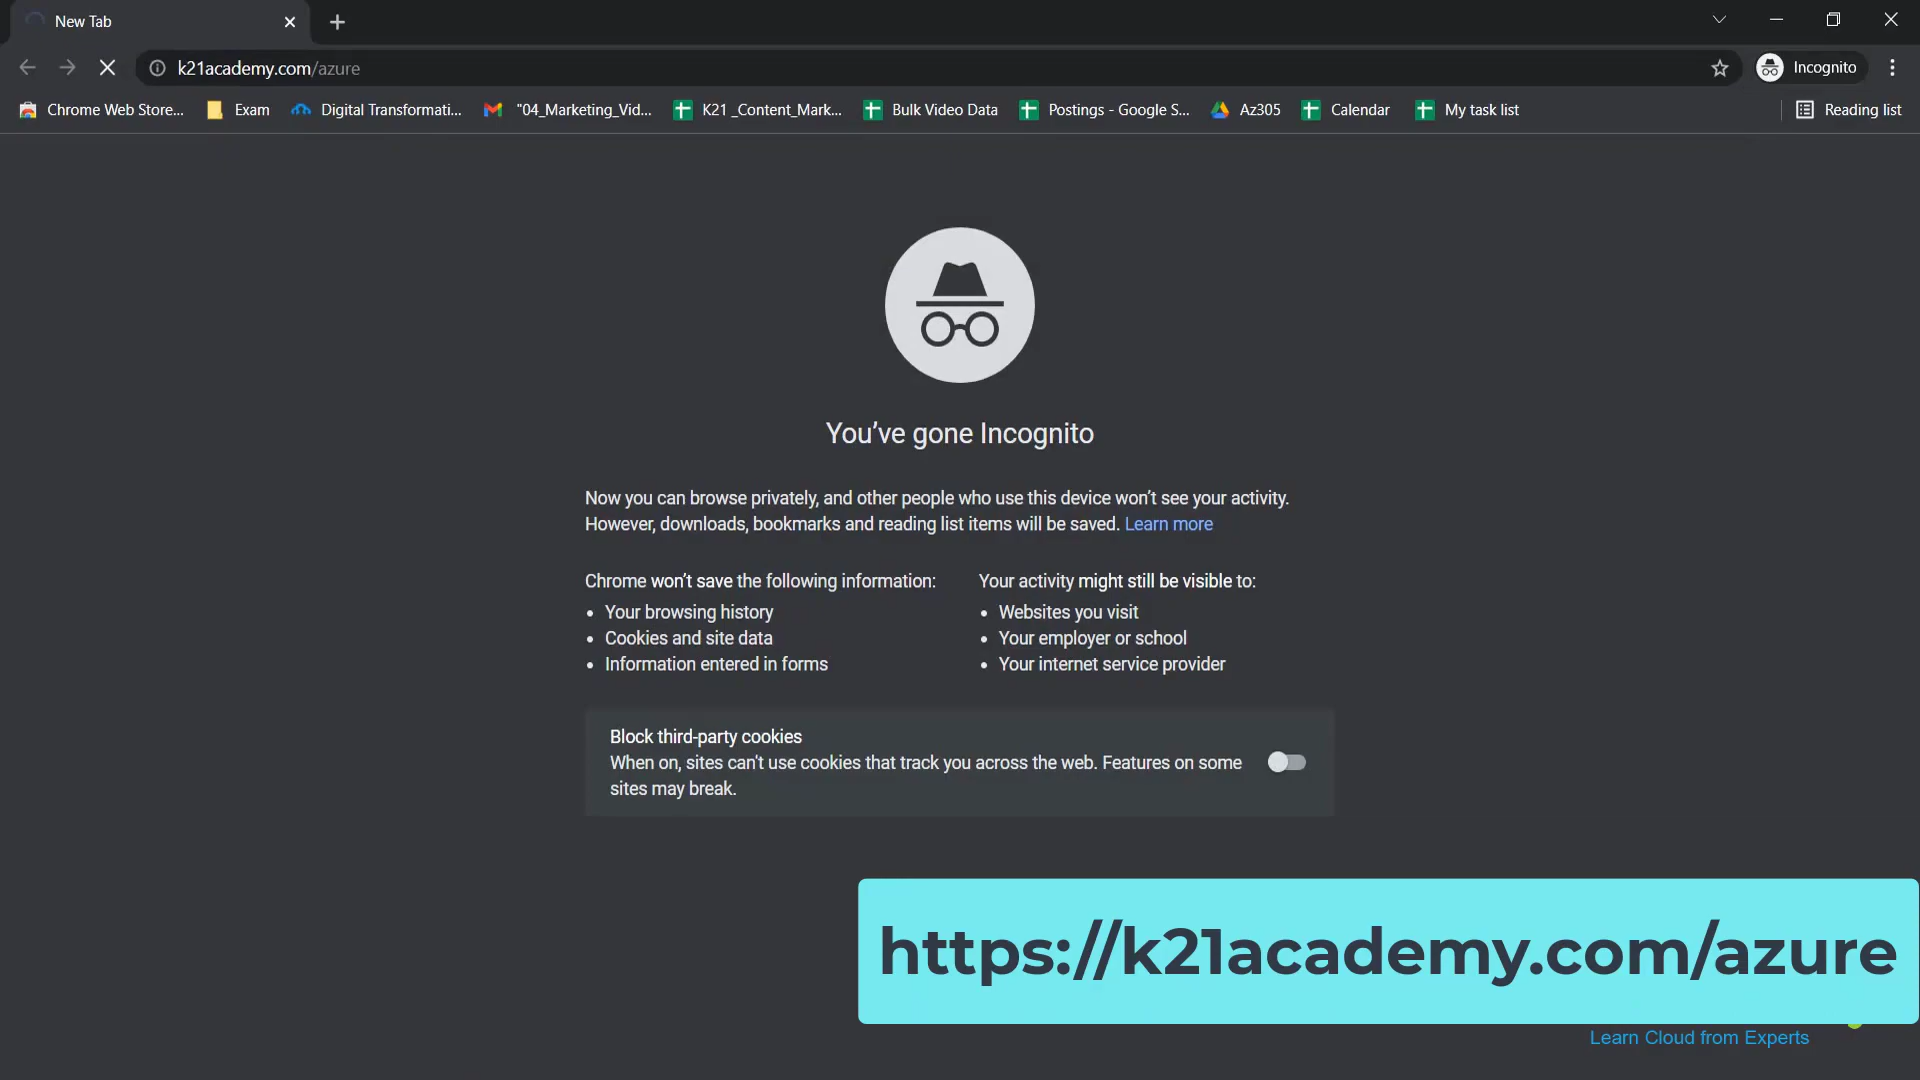 New Tab
k21academy.com/azure
Incognito
Chrome Web Store...
Exam
Digital Transformati...
"04_Marketing_Vid...
K21 _Content_Mark...
Bulk Video Data
Postings - Google S...
Az305
Calendar
My task list
Reading list
You've gone Incognito
Now you can browse privately, and other people who use this device won't see your activity.
However, downloads, bookmarks and reading list items will be saved. Learn more
Chrome won't save the following information:
• Your browsing history
• Cookies and site data
• Information entered in forms
Your activity might still be visible to:
• Websites you visit
• Your employer or school
• Your internet service provider
Block third-party cookies
When on, sites can't use cookies that track you across the web. Features on some
sites may break.
https://k21academy.com/azure
Learn Cloud from Experts